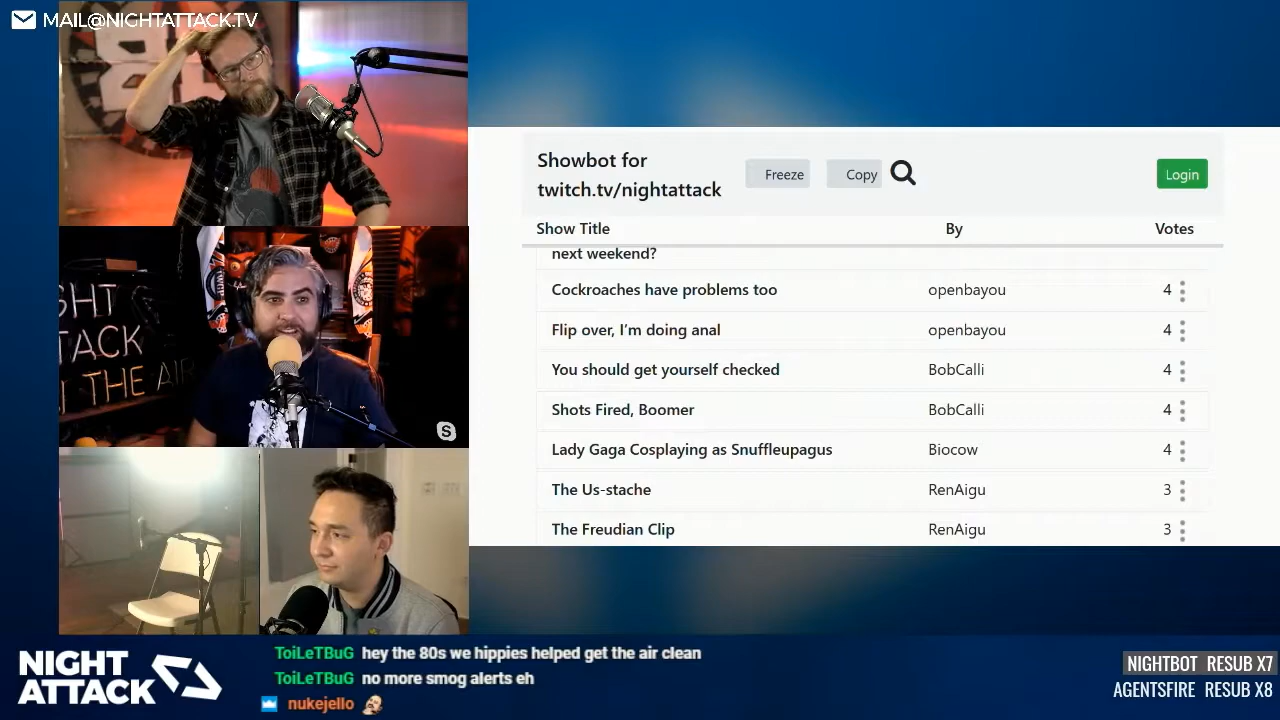 MAIL@NIGHTATTACK.TV
Showbot for
twitch.tv/nightattack
Freeze
Copy
Login
Show Title By Votes
next weekend?
Cockroaches have problems too openbayou 4
Flip over, I’m doing anal openbayou 4
You should get yourself checked BobCalli 4
Shots Fired, Boomer BobCalli 4
Lady Gaga Cosplaying as Snuffleupagus Biocow 4
The Us-stache RenAigu 3
The Freudian Clip RenAigu 3
GHT
TACK
THE AIR
S
NIGHT
ATTACK
ToiLeTBuG hey the 80s we hippies helped get the air clean
ToiLeTBuG no more smog alerts eh
nukejello
NIGHTBOT RESUB X7
AGENTSFIRE RESUB X8